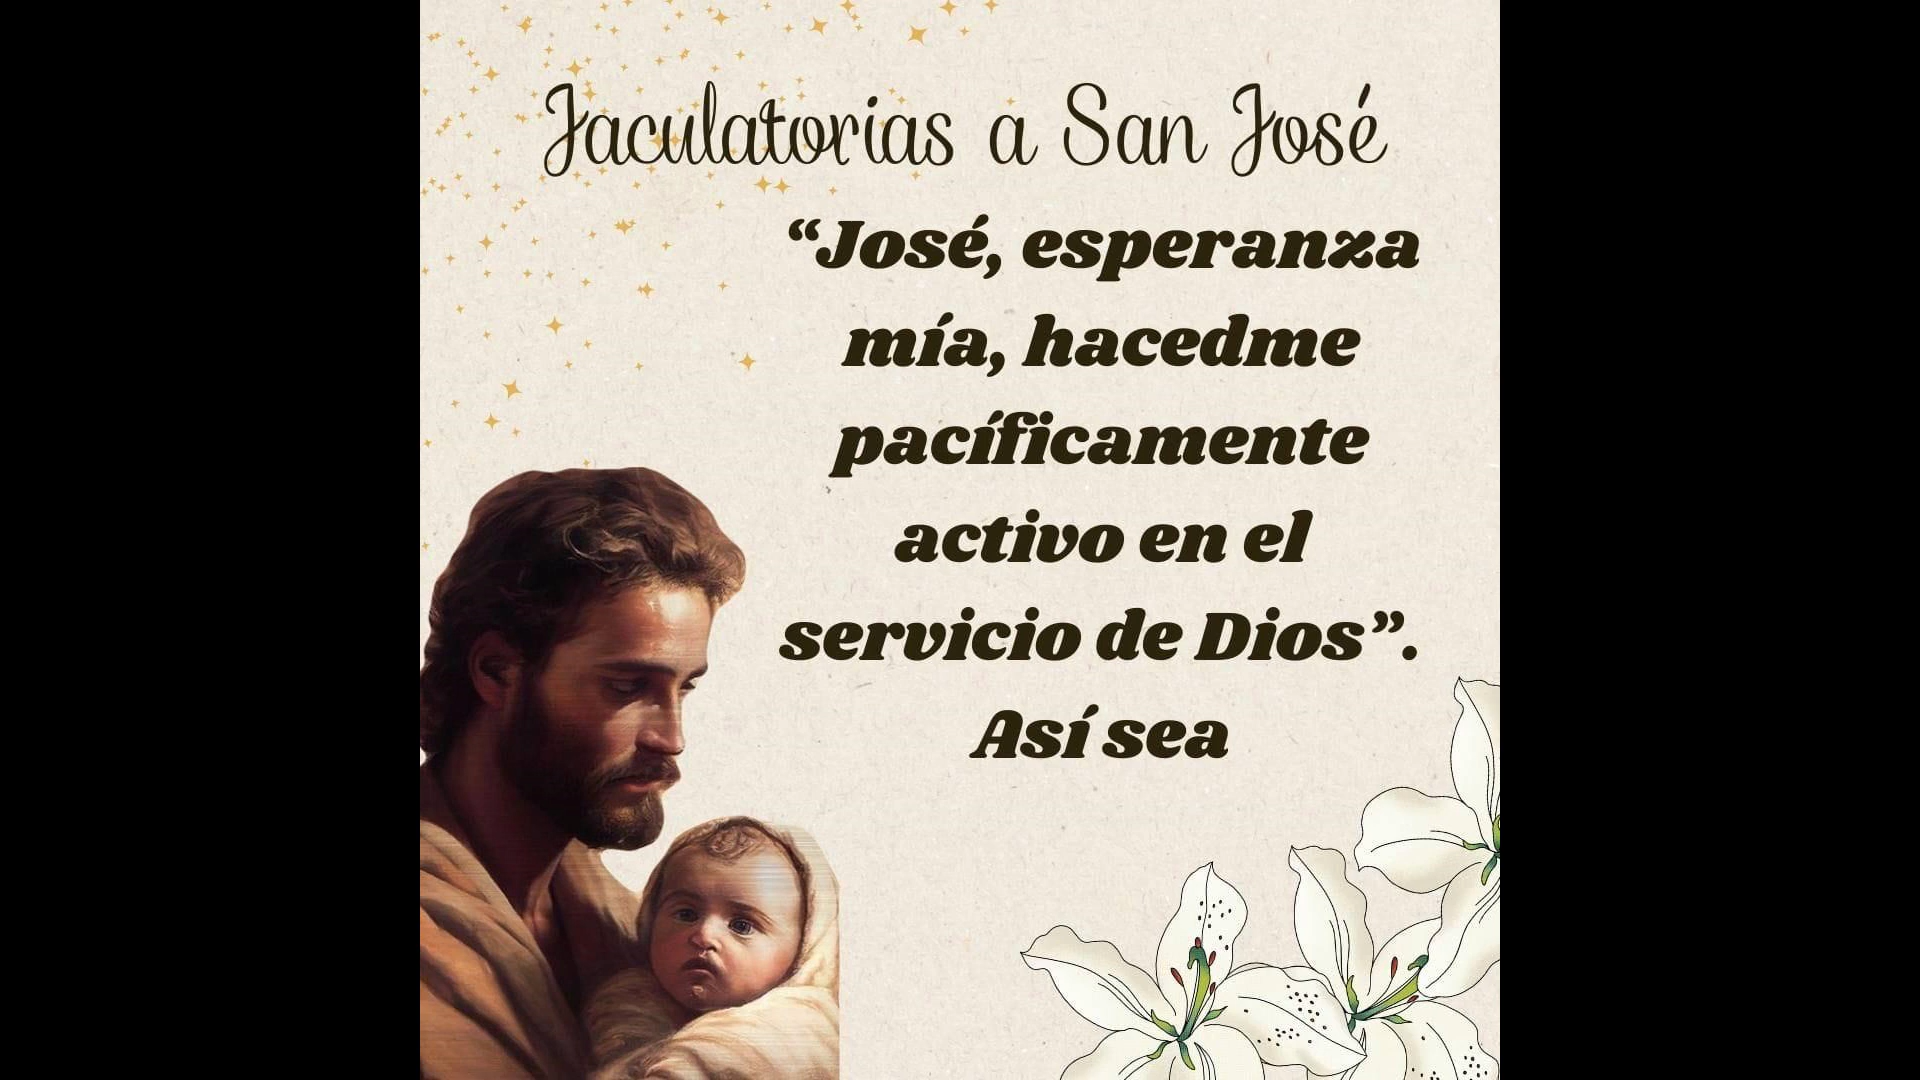 Jaculatorias a San José
“José, esperanza
mía, hacedme
pacíficamente
activo en el
servicio de Dios”.
Así sea